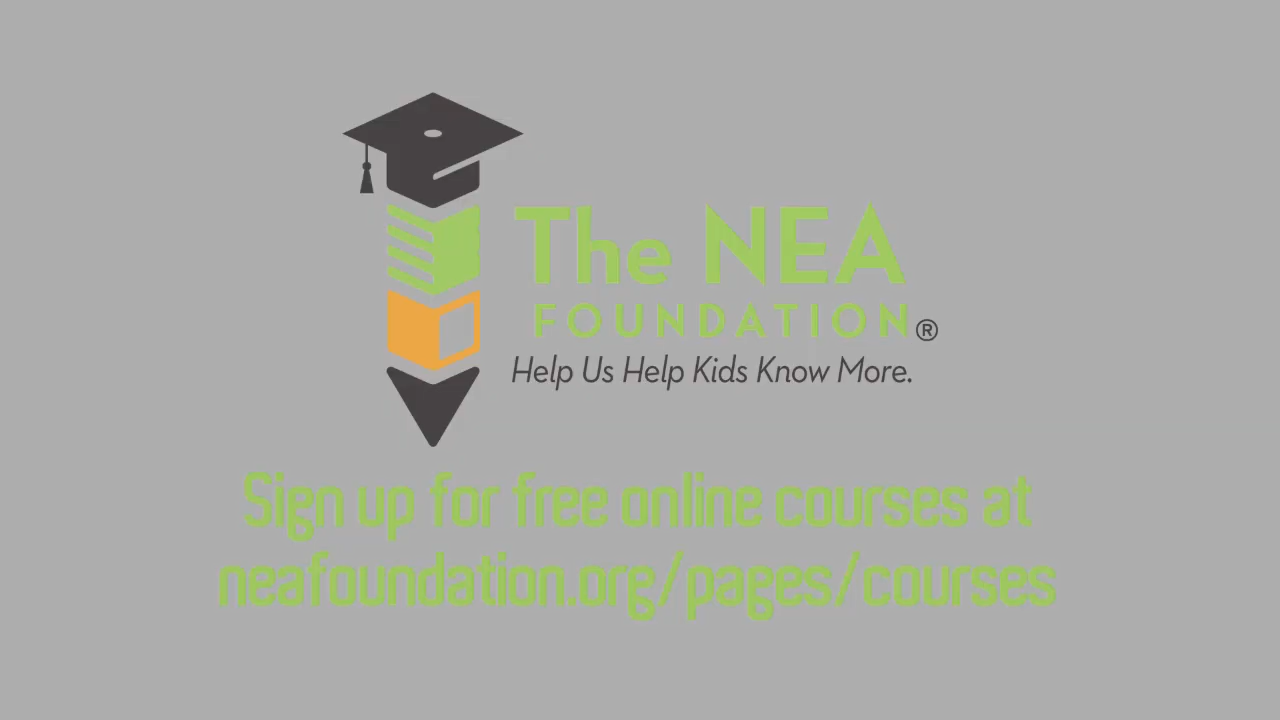 The NEA
FOUNDATION®
Help Us Help Kids Know More.
Sign up for free online courses at
neafoundation.org/pages/courses